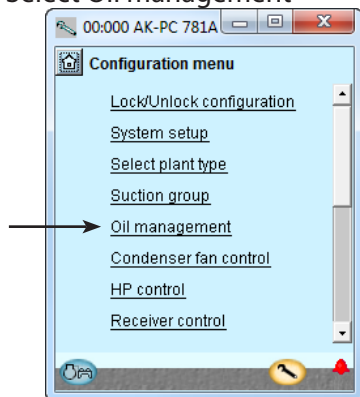 Select Oil management
00:000 AK-PC 781A
Configuration menu
Lock/Unlock configuration
System setup
Select plant type
Suction group
Oil management
Condenser fan control
HP control
Receiver control